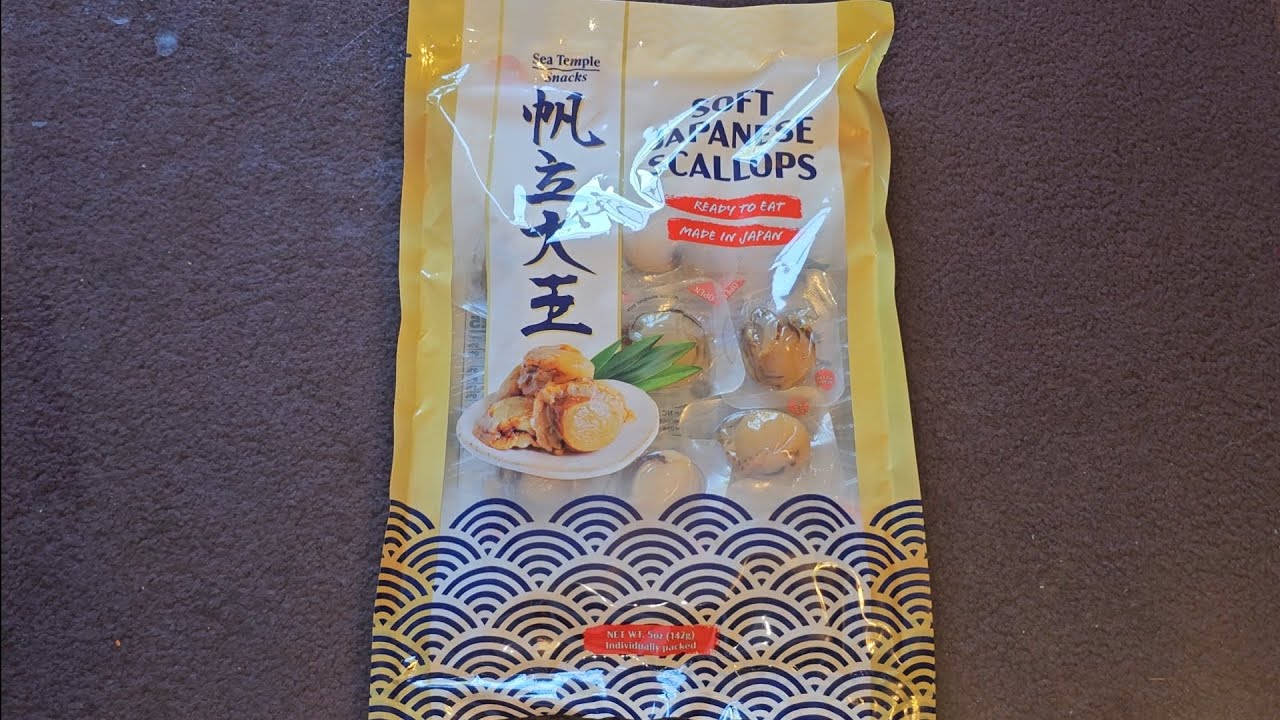 Sea Temple
Snacks
帆立大王
SOFT
JAPANESE
SCALLOPS
READY TO EAT
MADE IN JAPAN
OPEN
NET WT. 5oz (142g)
Individually packed